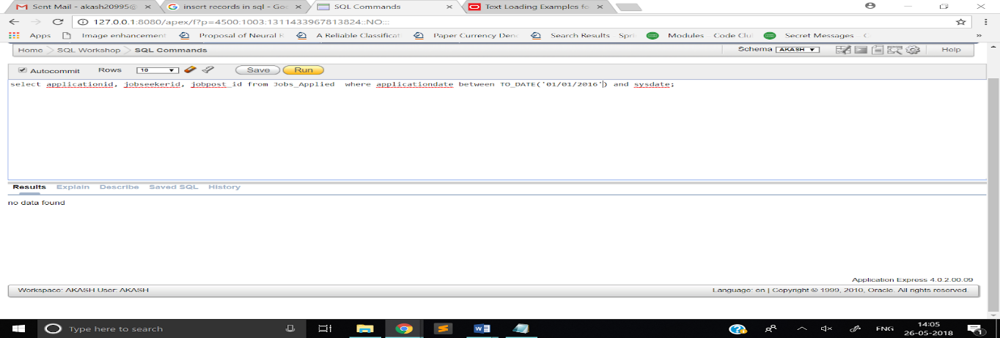 Sent Mail - akash20995@
insert records in sql - Goo
SQL Commands
Text Loading Examples fo
127.0.0.1:8080/apex/f?p=4500:1003:1311433967813824::NO:::
Apps Image enhancement Proposal of Neural R A Reliable Classificati Paper Currency Deno Search Results Spri Modules Code Clu Secret Messages C »
Home SQL Workshop SQL Commands Schema AKASH Help
Autocommit Rows 10 Save Run
select applicationid, jobseekerid, jobpost_id from Jobs_Applied where applicationdate between TO_DATE('01/01/2016') and sysdate;
Results Explain Describe Saved SQL History
no data found
Application Express 4.0.2.00.09
Workspace: AKASH User: AKASH Language: en | Copyright © 1999, 2010, Oracle. All rights reserved.
Type here to search ENG 14:05
26-05-2018 1